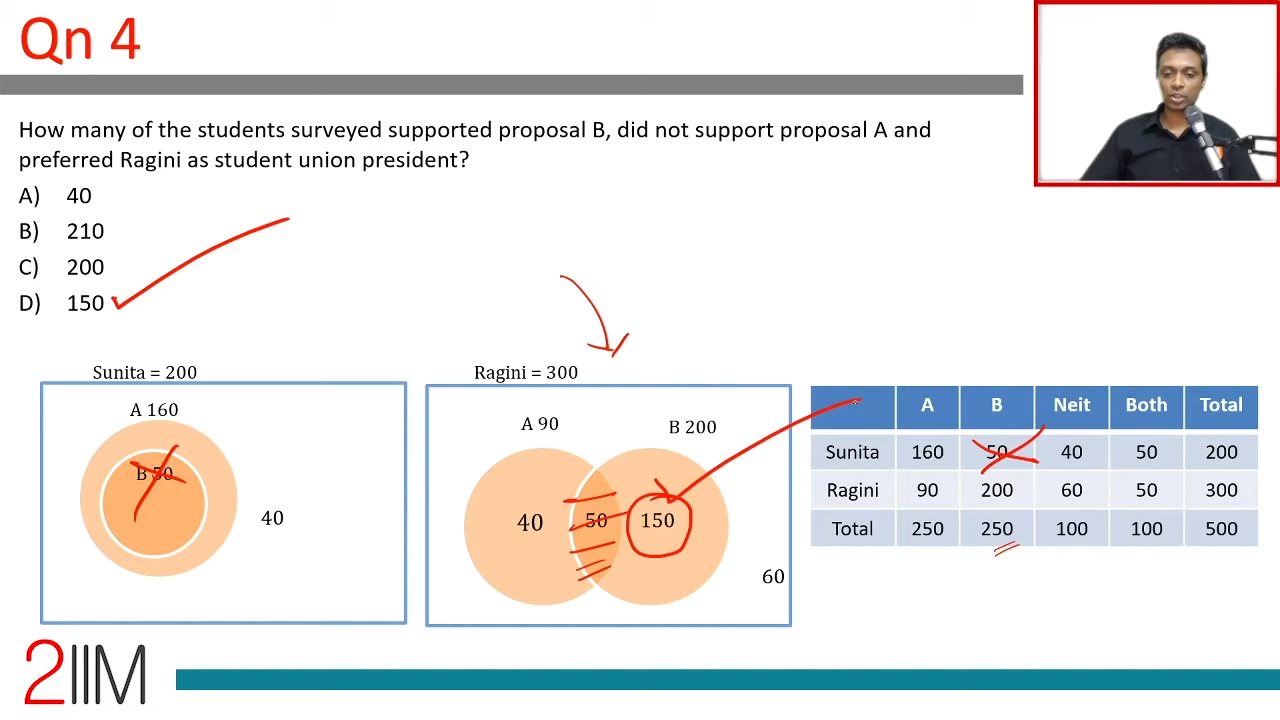 Qn 4
How many of the students surveyed supported proposal B, did not support proposal A and
preferred Ragini as student union president?
A) 40
B) 210
C) 200
D) 150
Sunita = 200
A 160
B 50
40
Ragini = 300
A 90
B 200
40
50
150
60
A B Neit Both Total
Sunita 160 50 40 50 200
Ragini 90 200 60 50 300
Total 250 250 100 100 500
2IIM